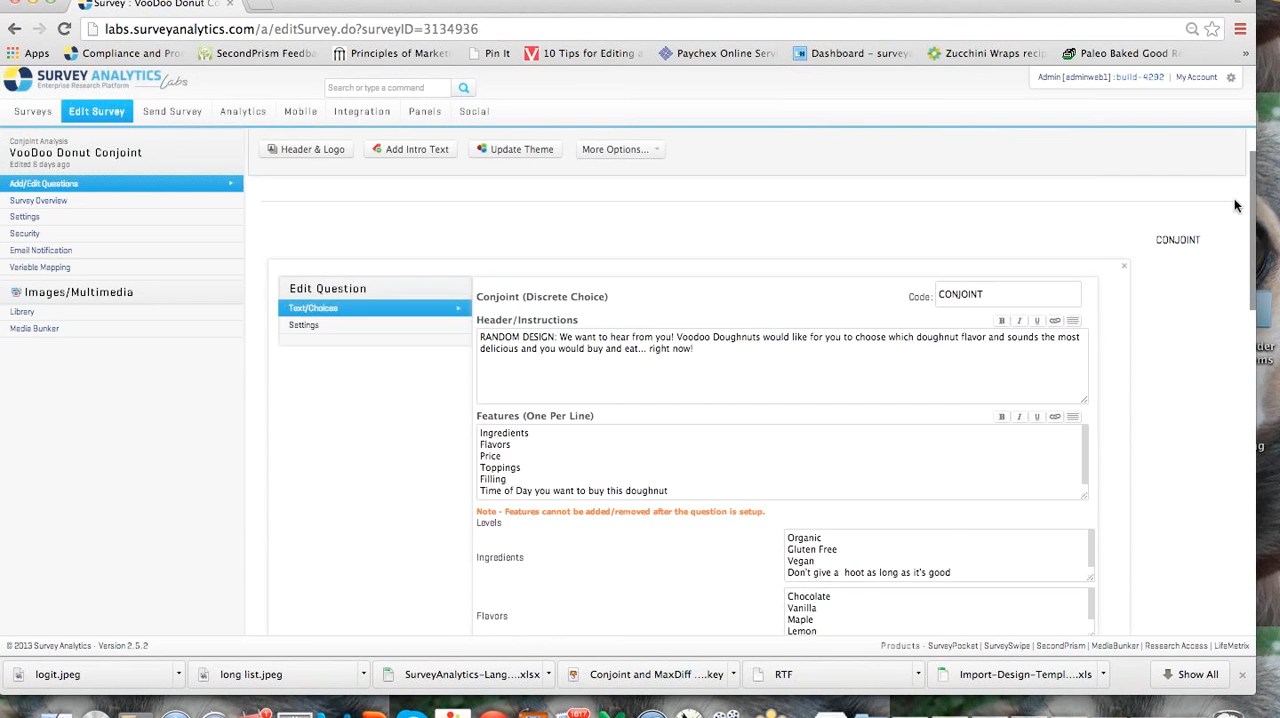 Survey : VooDoo Donut Co
labs.surveyanalytics.com/a/editSurvey.do?surveyID=3134936
Apps
Compliance and Pro
SecondPrism Feedba
Principles of Marke
Pin It
10 Tips for Editing
Paychex Online Serv
Dashboard - survey
Zucchini Wraps reci
Paleo Baked Good R
»
SURVEY ANALYTICS Labs
Enterprise Research Platform
Search or type a command
Admin [adminweb1] :build-4292 | My Account
Surveys
Edit Survey
Send Survey
Analytics
Mobile
Integration
Panels
Social
Conjoint Analysis
VooDoo Donut Conjoint
Edited 6 days ago
Add/Edit Questions
Survey Overview
Settings
Security
Email Notification
Variable Mapping
Images/Multimedia
Library
Media Bunker
Header & Logo
Add Intro Text
Update Theme
More Options...
CONJOINT
Edit Question
Text/Choices
Settings
Conjoint (Discrete Choice)
Code: CONJOINT
Header/Instructions
B I U
RANDOM DESIGN: We want to hear from you! Voodoo Doughnuts would like for you to choose which doughnut flavor and sounds the most
delicious and you would buy and eat... right now!
Features (One Per Line)
B I U
Ingredients
Flavors
Price
Toppings
Filling
Time of Day you want to buy this doughnut
Note - Features cannot be added/removed after the question is setup.
Levels
Ingredients
Organic
Gluten Free
Vegan
Don't give a hoot as long as it's good
Flavors
Chocolate
Vanilla
Maple
Lemon
© 2013 Survey Analytics - Version 2.5.2
Products - SurveyPocket | SurveySwipe | SecondPrism | MediaBunker | Research Access | LifeMetrix
logit.jpeg
long list.jpeg
SurveyAnalytics-Lang....xlsx
Conjoint and MaxDiff ....key
RTF
Import-Design-Templ....xls
Show All
1617